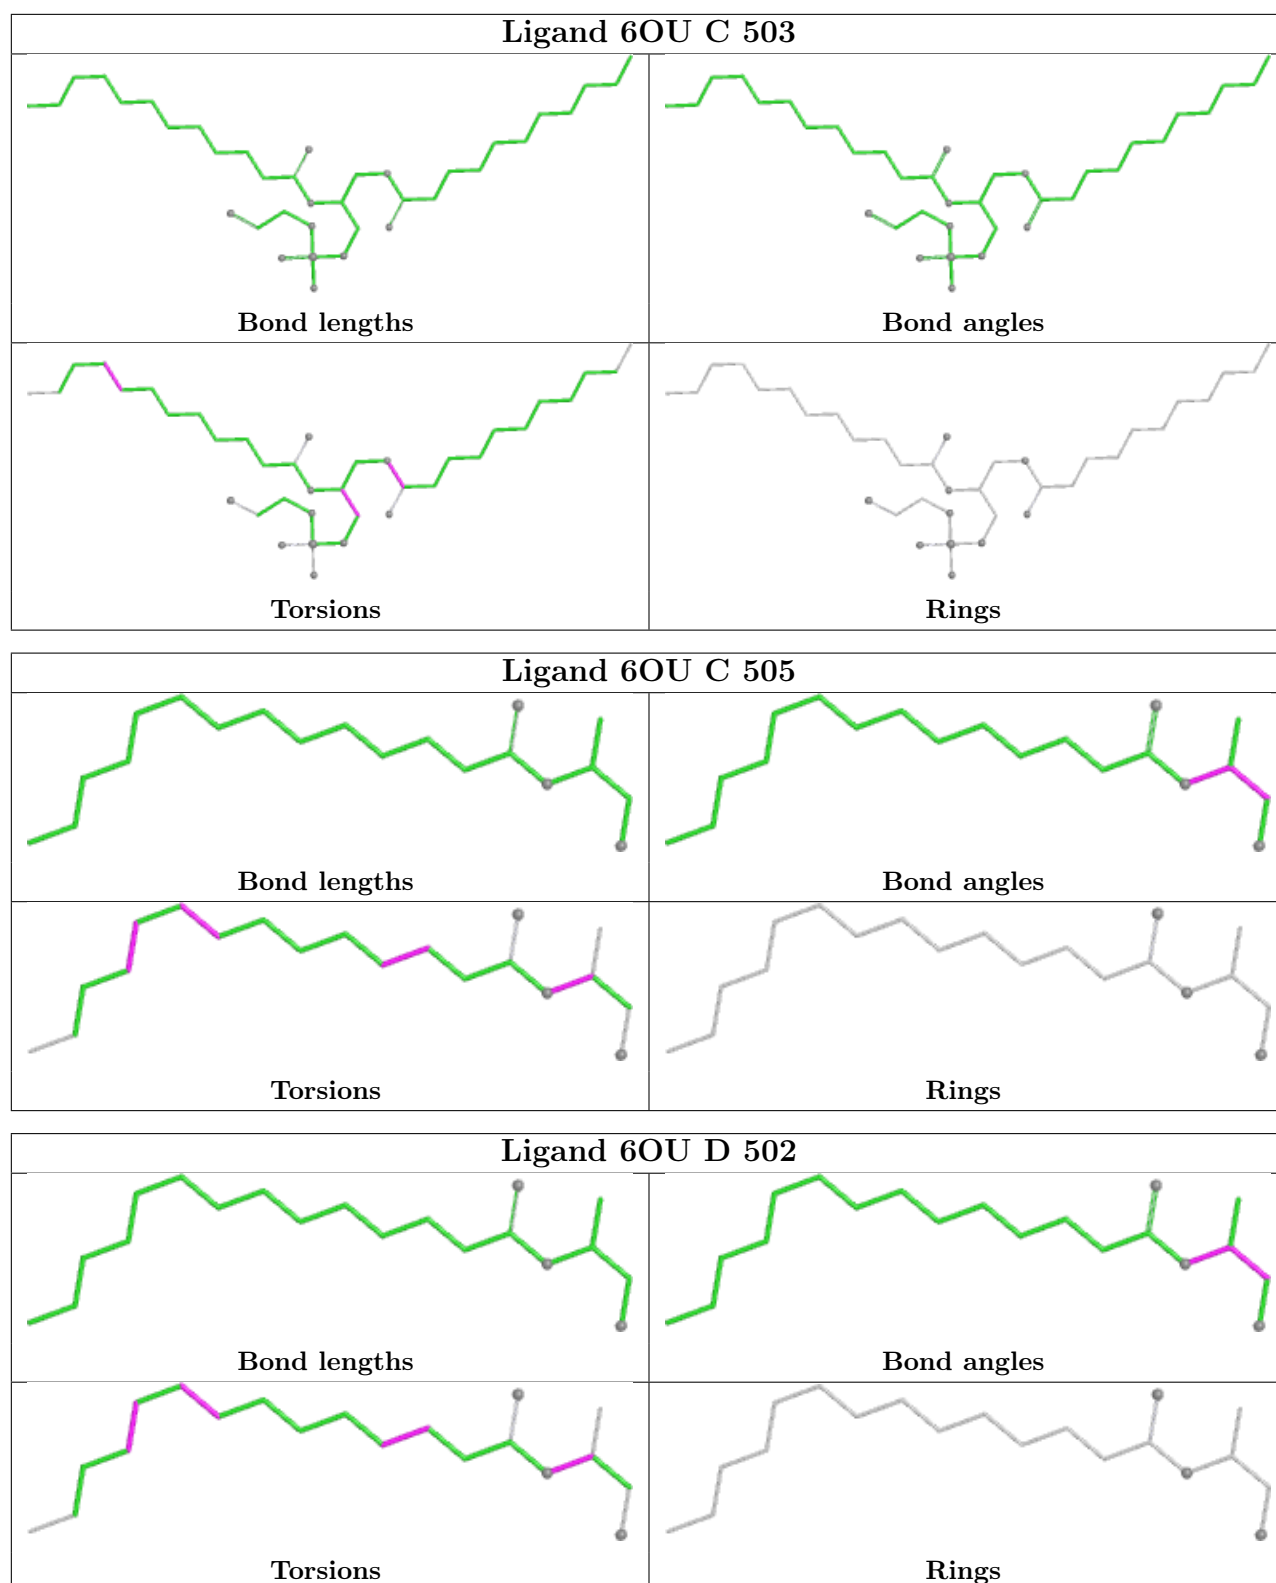 Ligand 6OU C 503
Bond lengths
Bond angles
Torsions
Rings
Ligand 6OU C 505
Bond lengths
Bond angles
Torsions
Rings
Ligand 6OU D 502
Bond lengths
Bond angles
Torsions
Rings